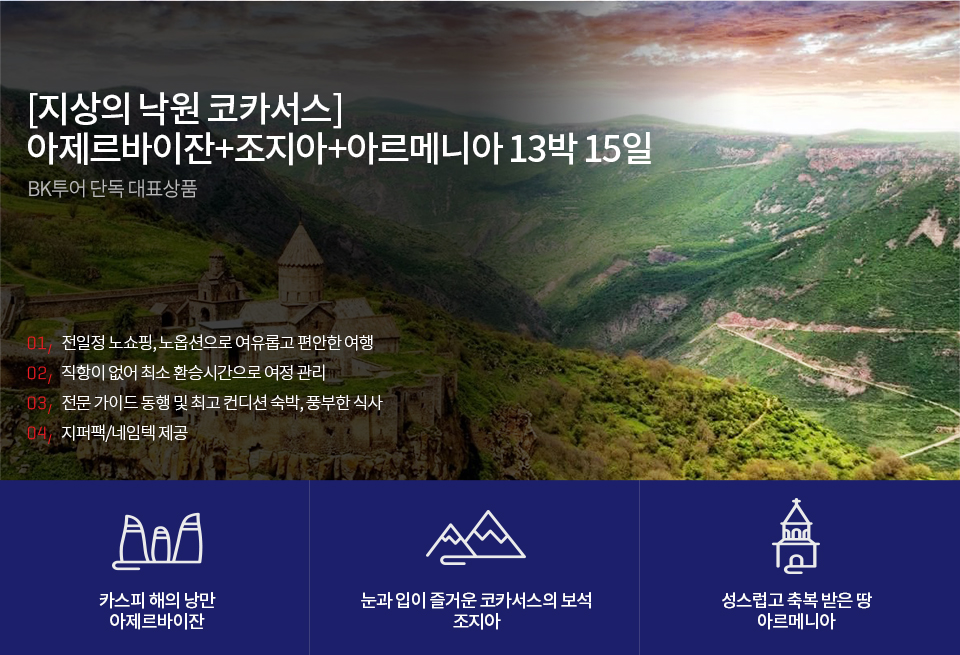 [지상의 낙원 코카서스]
아제르바이잔+조지아+아르메니아 13박 15일
BK투어 단독 대표상품
01, 전일정 노쇼핑, 노옵션으로 여유롭고 편안한 여행
02, 직항이 없어 최소 환승시간으로 여정 관리
03, 전문 가이드 동행 및 최고 컨디션 숙박, 풍부한 식사
04, 지퍼팩/네임텍 제공
카스피 해의 낭만
아제르바이잔
눈과 입이 즐거운 코카서스의 보석
조지아
성스럽고 축복 받은 땅
아르메니아